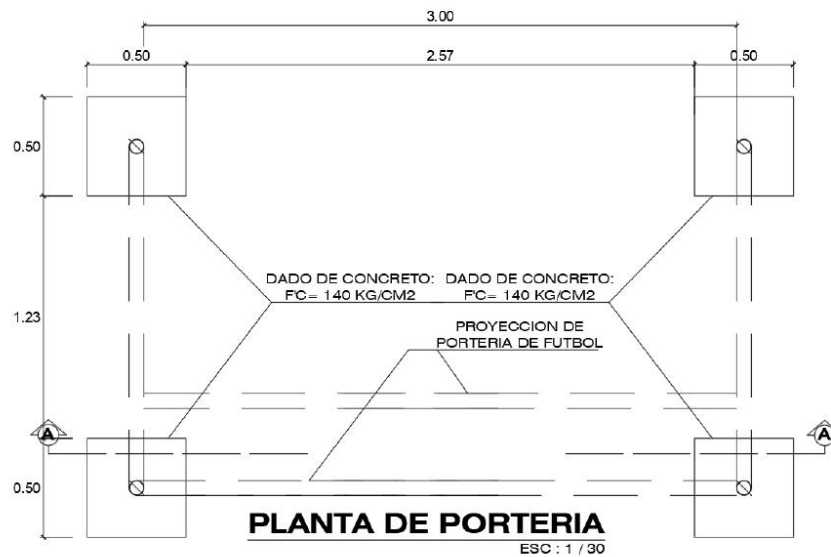 3.00
0.50
2.57
0.50
0.50
DADO DE CONCRETO:
F'C= 140 KG/CM2
DADO DE CONCRETO:
F'C= 140 KG/CM2
1.23
PROYECCION DE
PORTERIA DE FUTBOL
A
A
0.50
PLANTA DE PORTERIA
ESC : 1 / 30